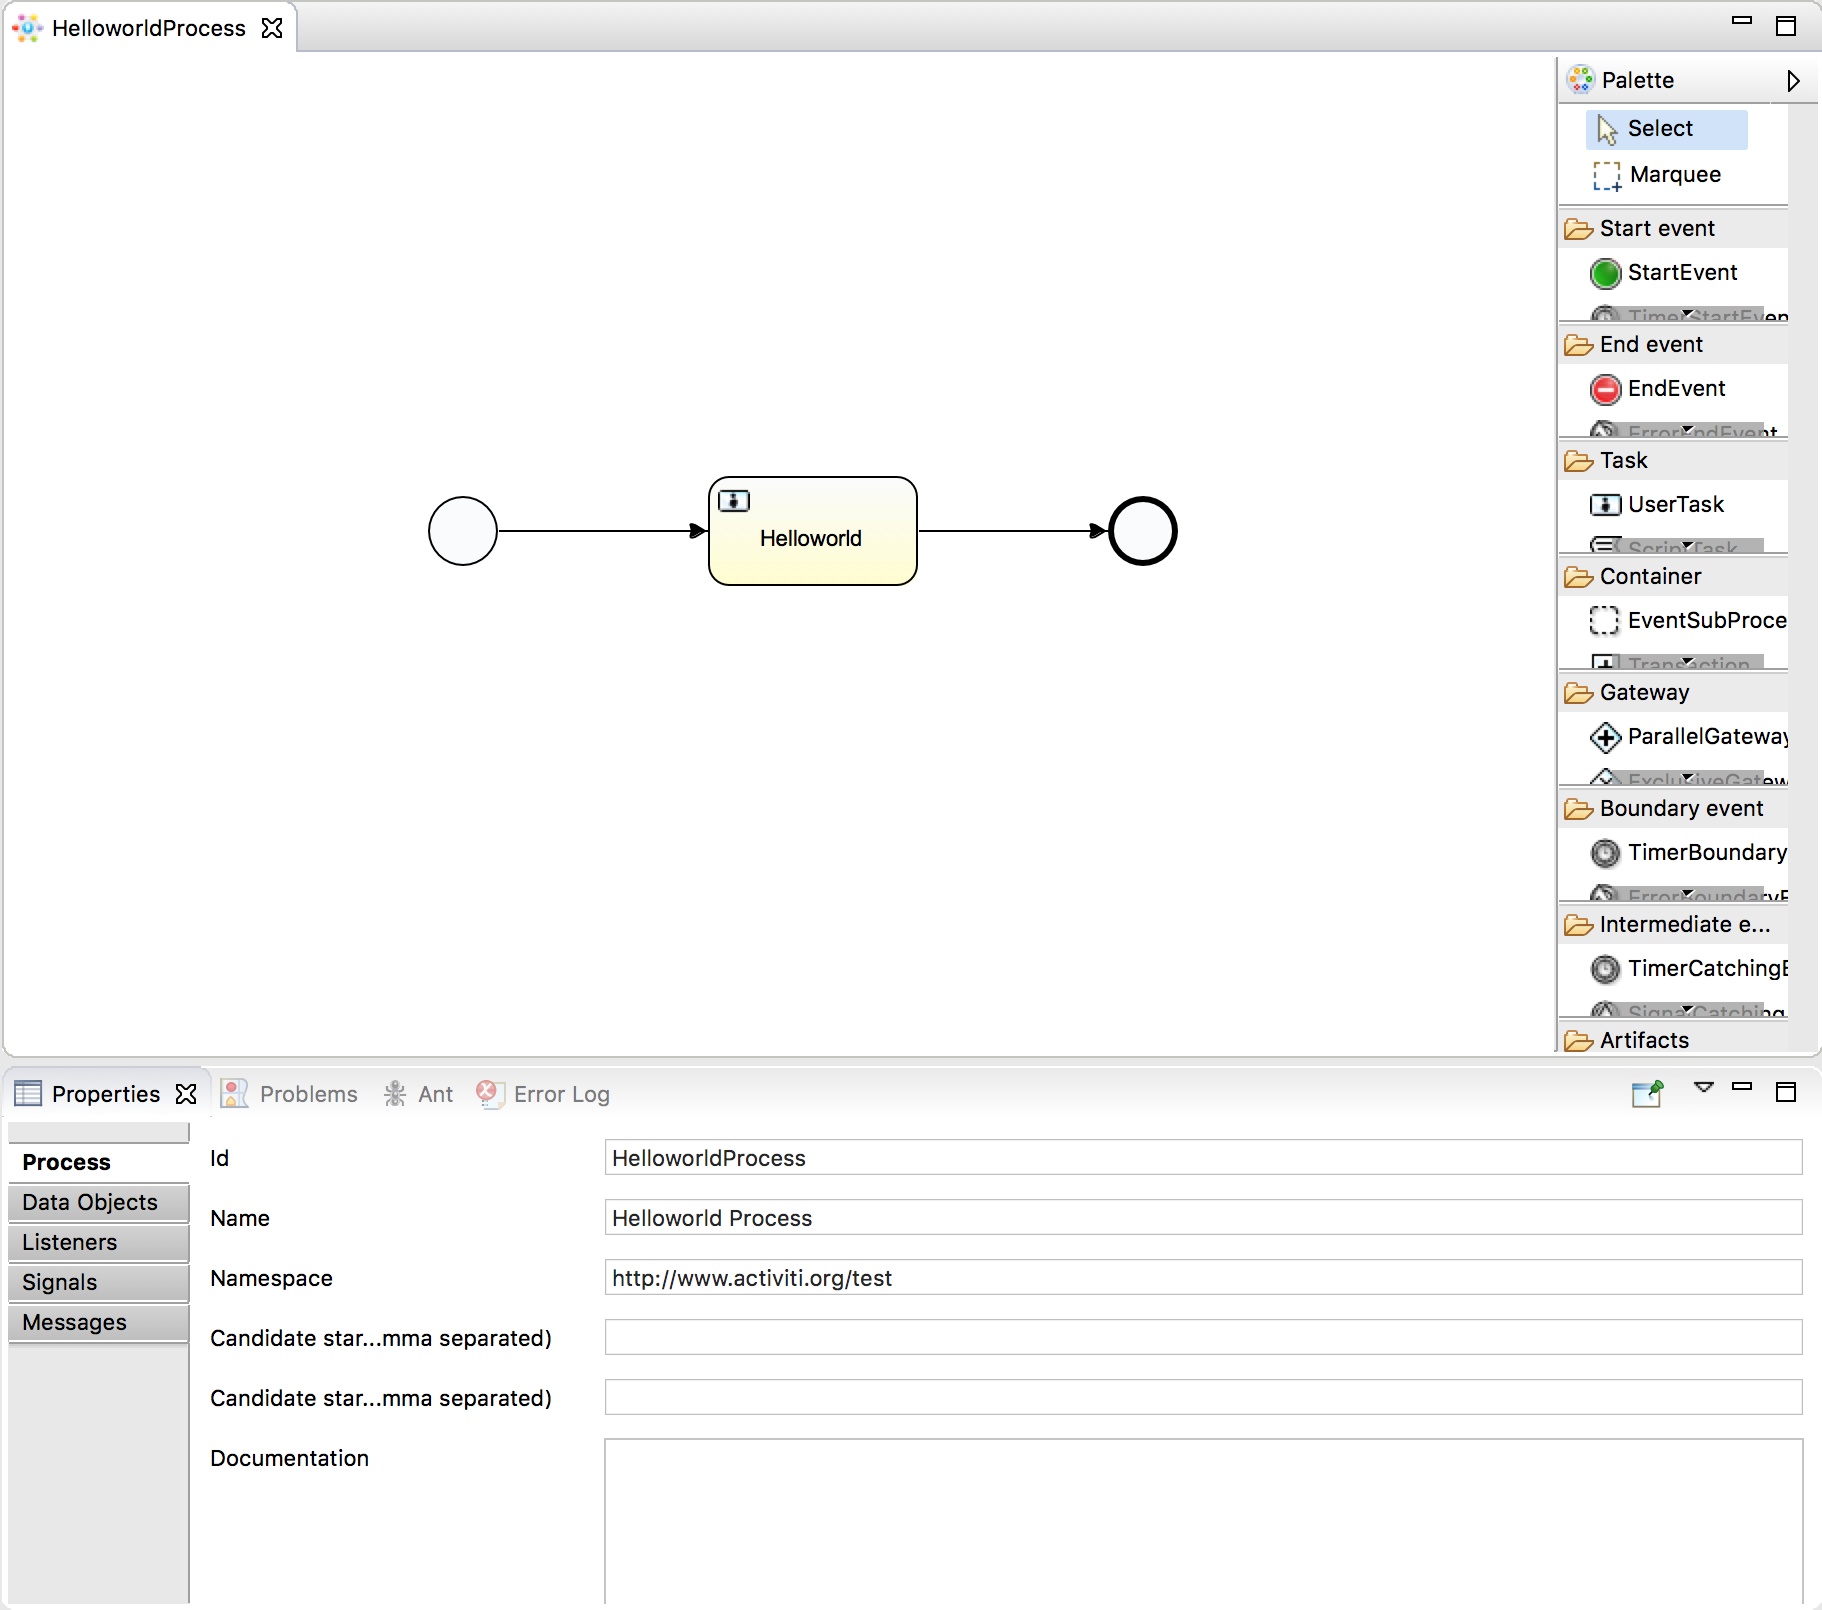 HelloworldProcess
Helloworld
Palette
Select
Marquee
Start event
StartEvent
TimerStartEven
End event
EndEvent
ErrorEndEvent
Task
UserTask
ScriptTask
Container
EventSubProce
Transaction
Gateway
ParallelGateway
ExclusiveGatew
Boundary event
TimerBoundary
ErrorBoundaryE
Intermediate e...
TimerCatchingE
SignalCatching
Artifacts
Properties Problems Ant Error Log
Process
Data Objects
Listeners
Signals
Messages
Id HelloworldProcess
Name Helloworld Process
Namespace http://www.activiti.org/test
Candidate star...mma separated)
Candidate star...mma separated)
Documentation